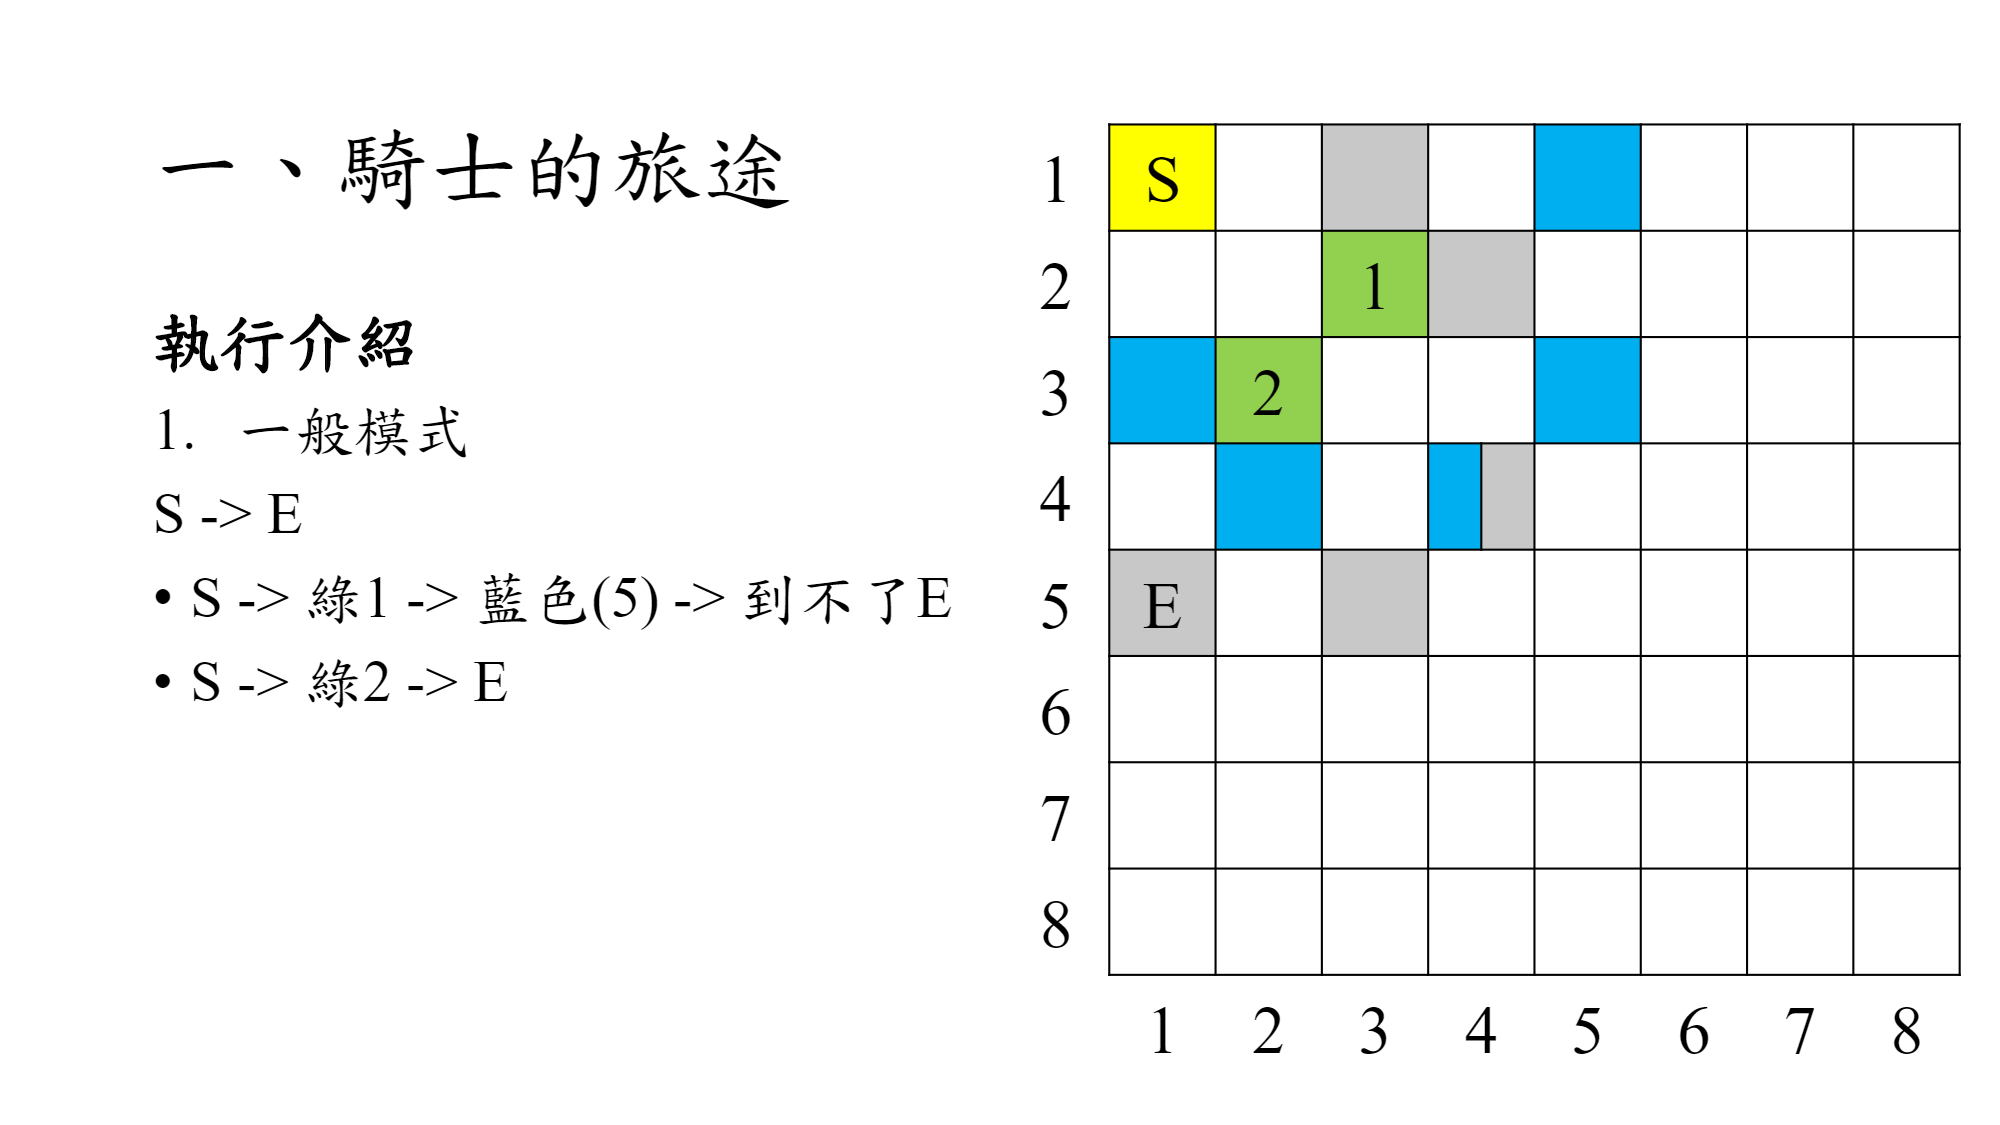 一、騎士的旅途
執行介紹
1. 一般模式
S -> E
• S -> 綠1 -> 藍色(5) -> 到不了E
• S -> 綠2 -> E
1 S
2 1
3 2
4
5 E
6
7
8
1 2 3 4 5 6 7 8